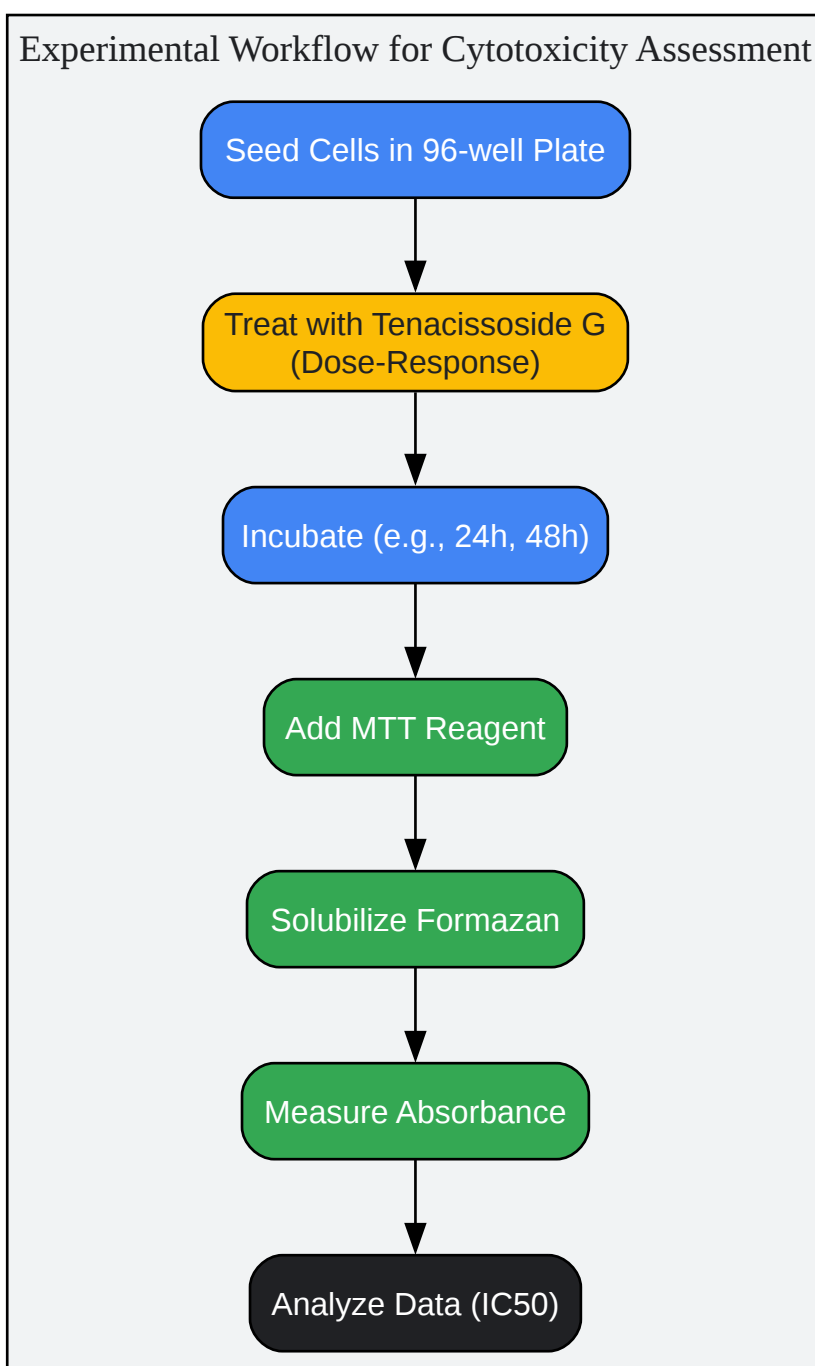 Experimental Workflow for Cytotoxicity Assessment
Seed Cells in 96-well Plate
Treat with Tenacissoside G
(Dose-Response)
Incubate (e.g., 24h, 48h)
Add MTT Reagent
Solubilize Formazan
Measure Absorbance
Analyze Data (IC50)